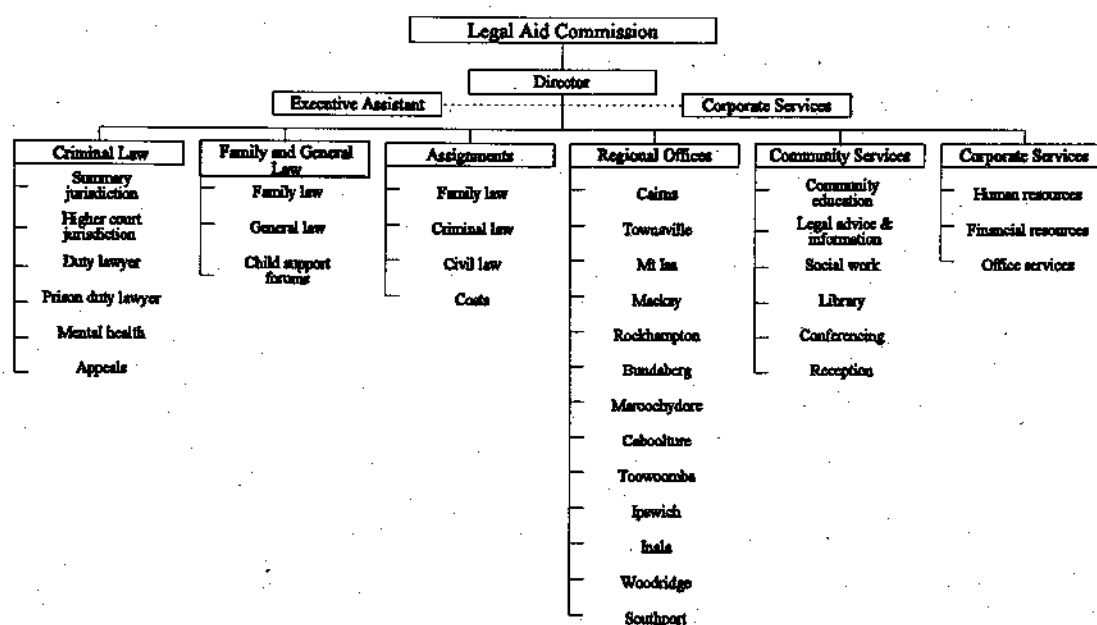 Legal Aid Commission
Director
Executive Assistant
Corporate Services
Criminal Law
Summary
jurisdiction
Higher court
jurisdiction
Duty lawyer
Prison duty lawyer
Mental health
Appeals
Family and General
Law
Family law
General law
Child support
forums
Assignments
Family law
Criminal law
Civil law
Costs
Regional Offices
Cairns
Townsville
Mt Isa
Mackay
Rockhampton
Bundaberg
Maroochydore
Caboolture
Toowoomba
Ipswich
Inala
Woodridge
Southport
Community Services
Community
education
Legal advice &
information
Social work
Library
Conferencing
Reception
Corporate Services
Human resources
Financial resources
Office services